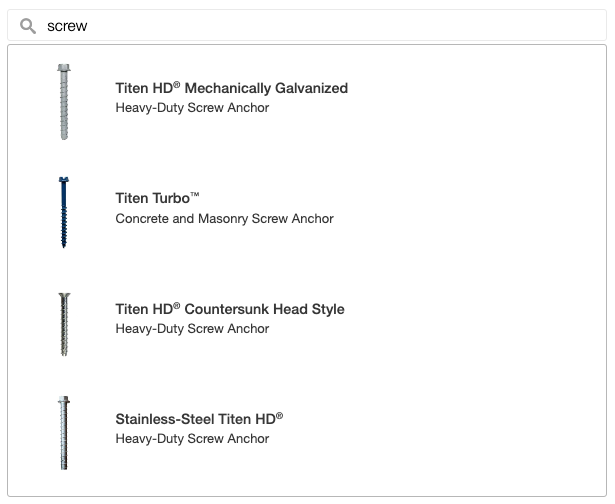 screw
Titen HD® Mechanically Galvanized
Heavy-Duty Screw Anchor
Titen Turbo™
Concrete and Masonry Screw Anchor
Titen HD® Countersunk Head Style
Heavy-Duty Screw Anchor
Stainless-Steel Titen HD®
Heavy-Duty Screw Anchor